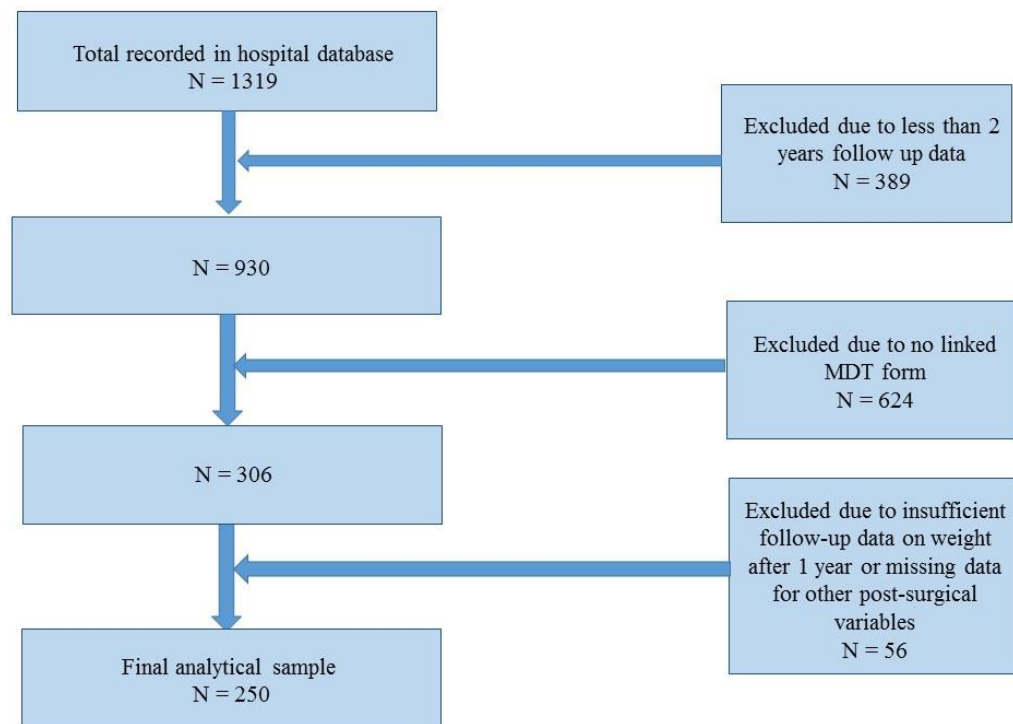 Total recorded in hospital database
N = 1319
Excluded due to less than 2
years follow up data
N = 389
N = 930
Excluded due to no linked
MDT form
N = 624
N = 306
Excluded due to insufficient
follow-up data on weight
after 1 year or missing data
for other post-surgical
variables
N = 56
Final analytical sample
N = 250